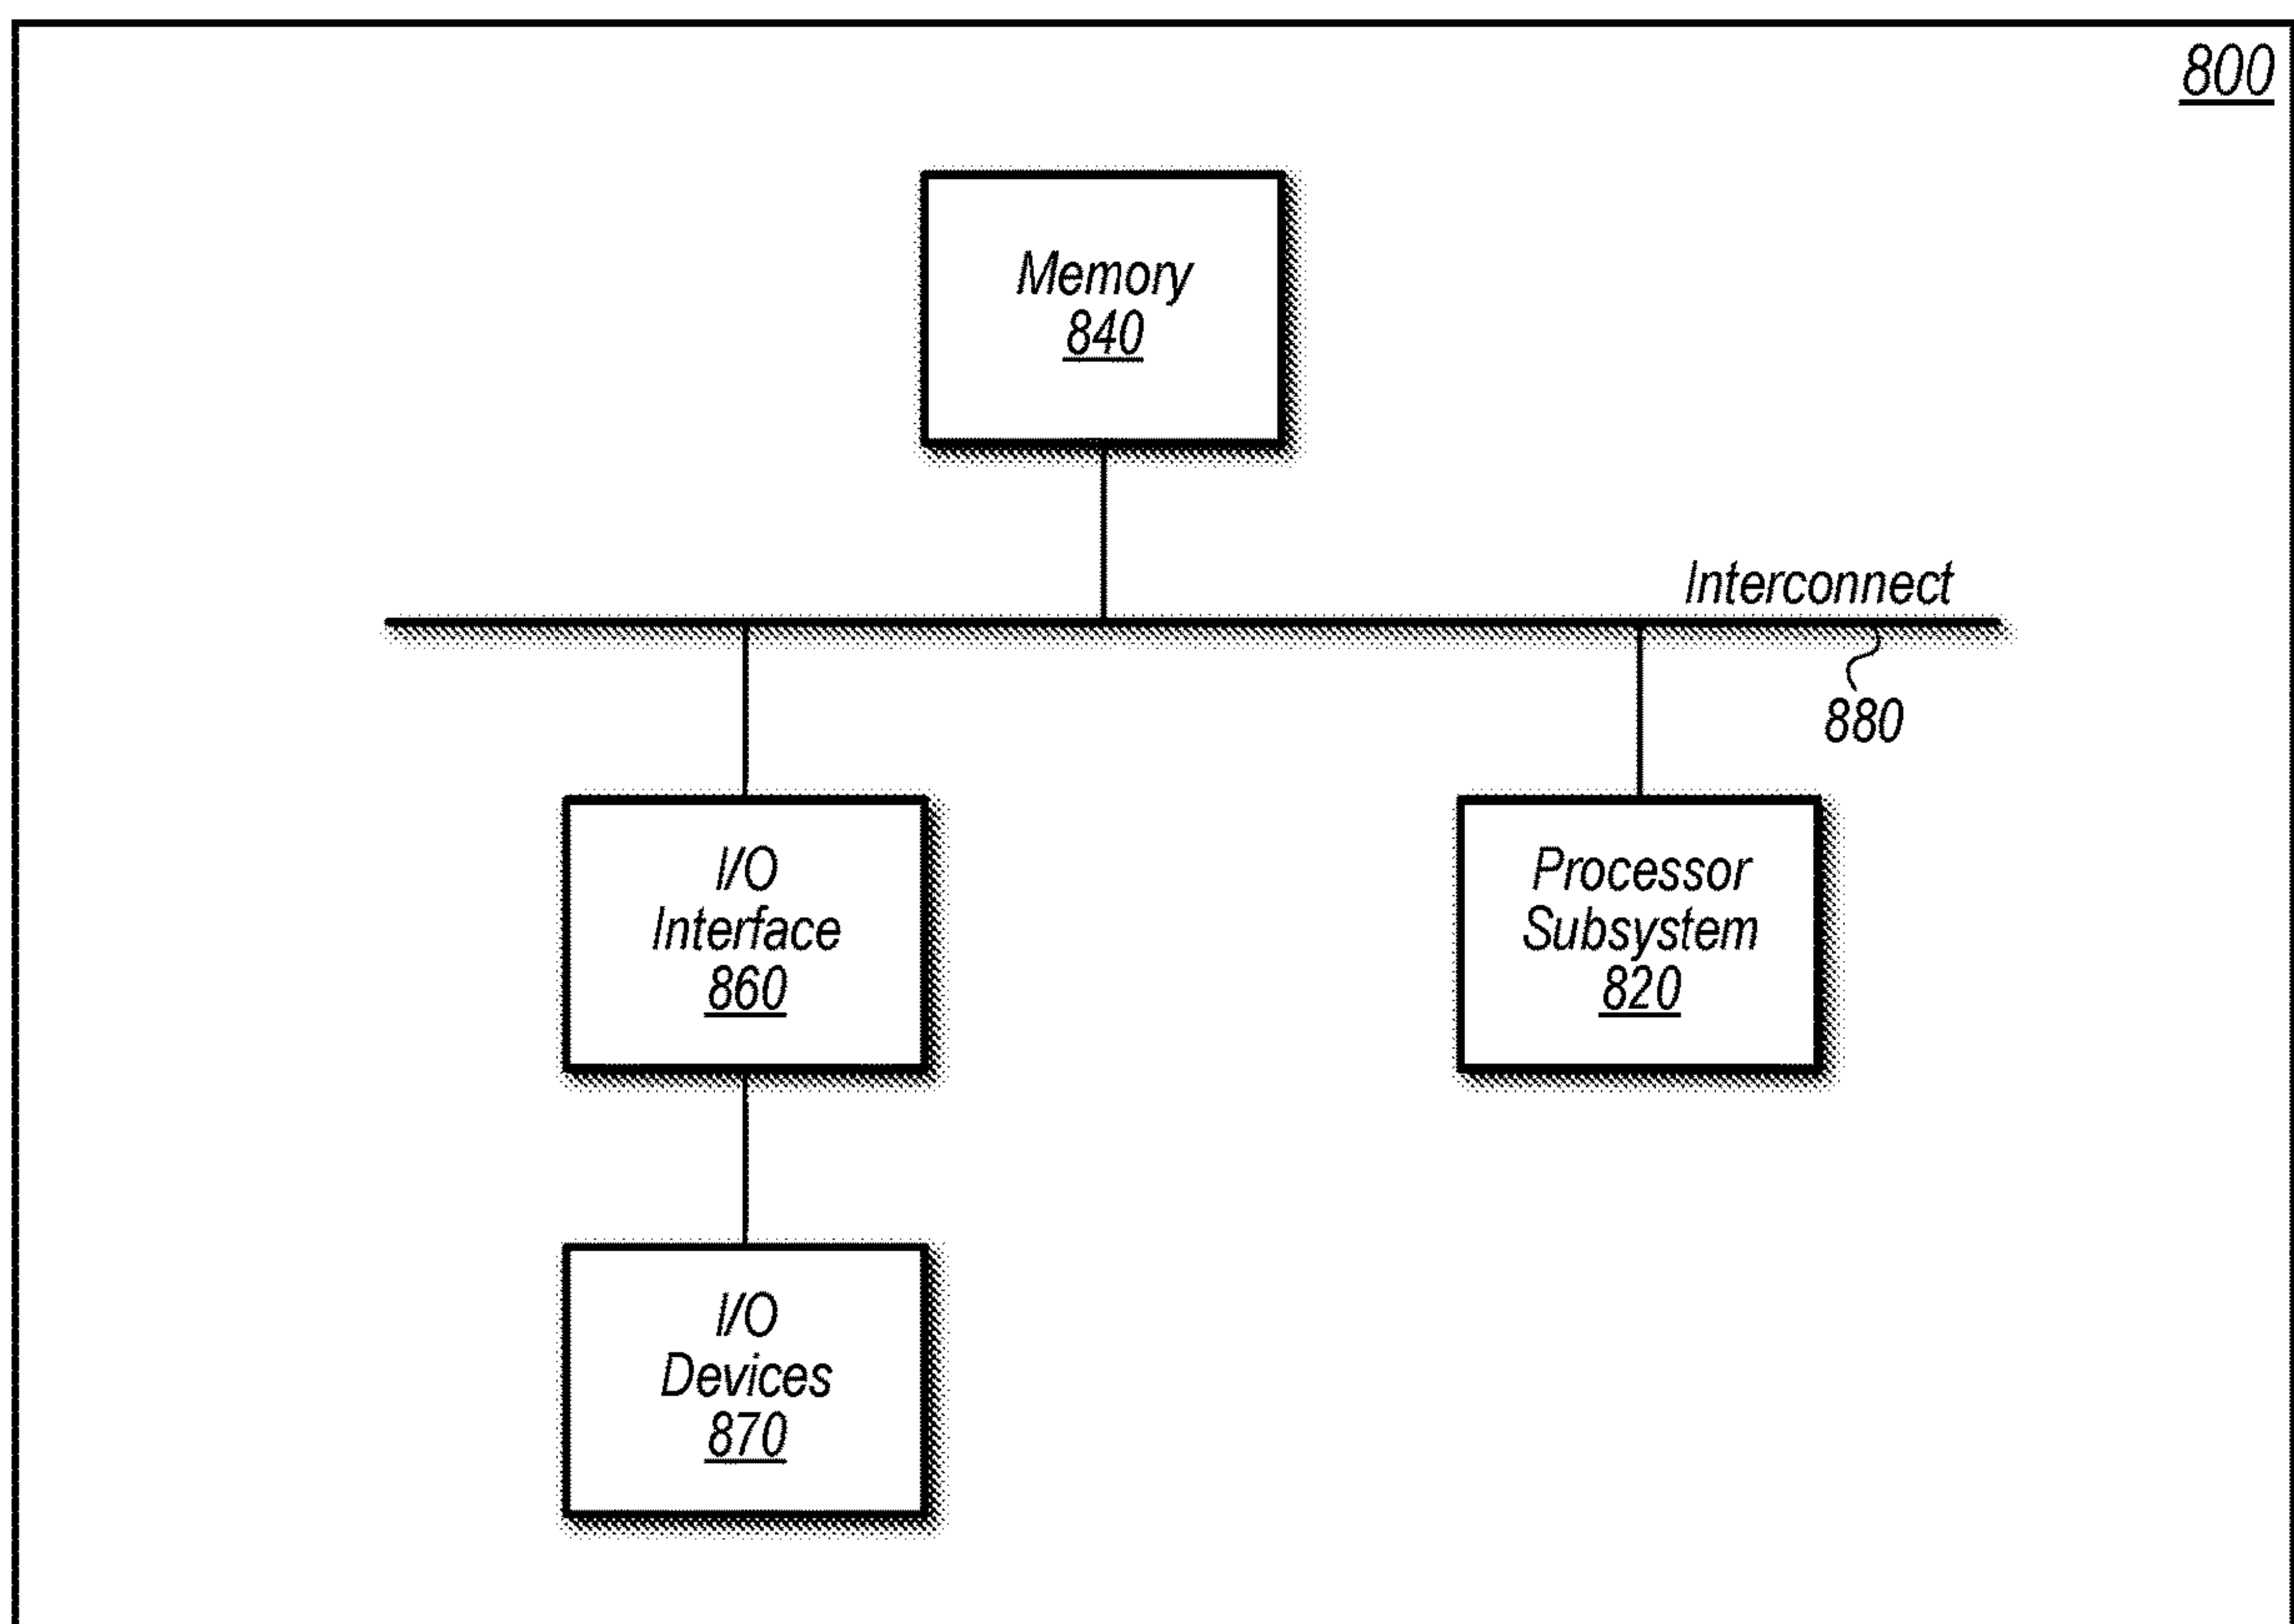 800
Memory
840
Interconnect
880
I/O
Interface
860
Processor
Subsystem
820
I/O
Devices
870